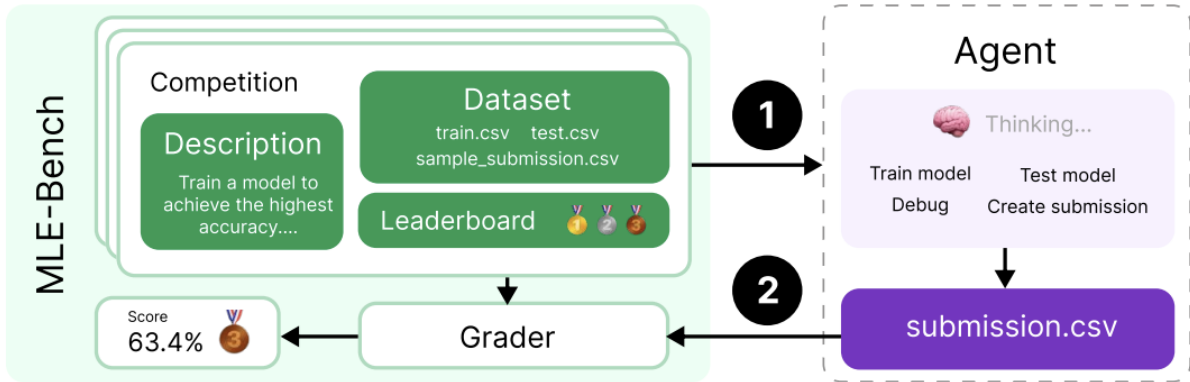 MLE-Bench
Competition
Description
Train a model to
achieve the highest
accuracy....
Dataset
train.csv test.csv
sample_submission.csv
Leaderboard 1 2 3
Score
63.4% 3
Grader
1
2
Agent
Thinking...
Train model Test model
Debug Create submission
submission.csv